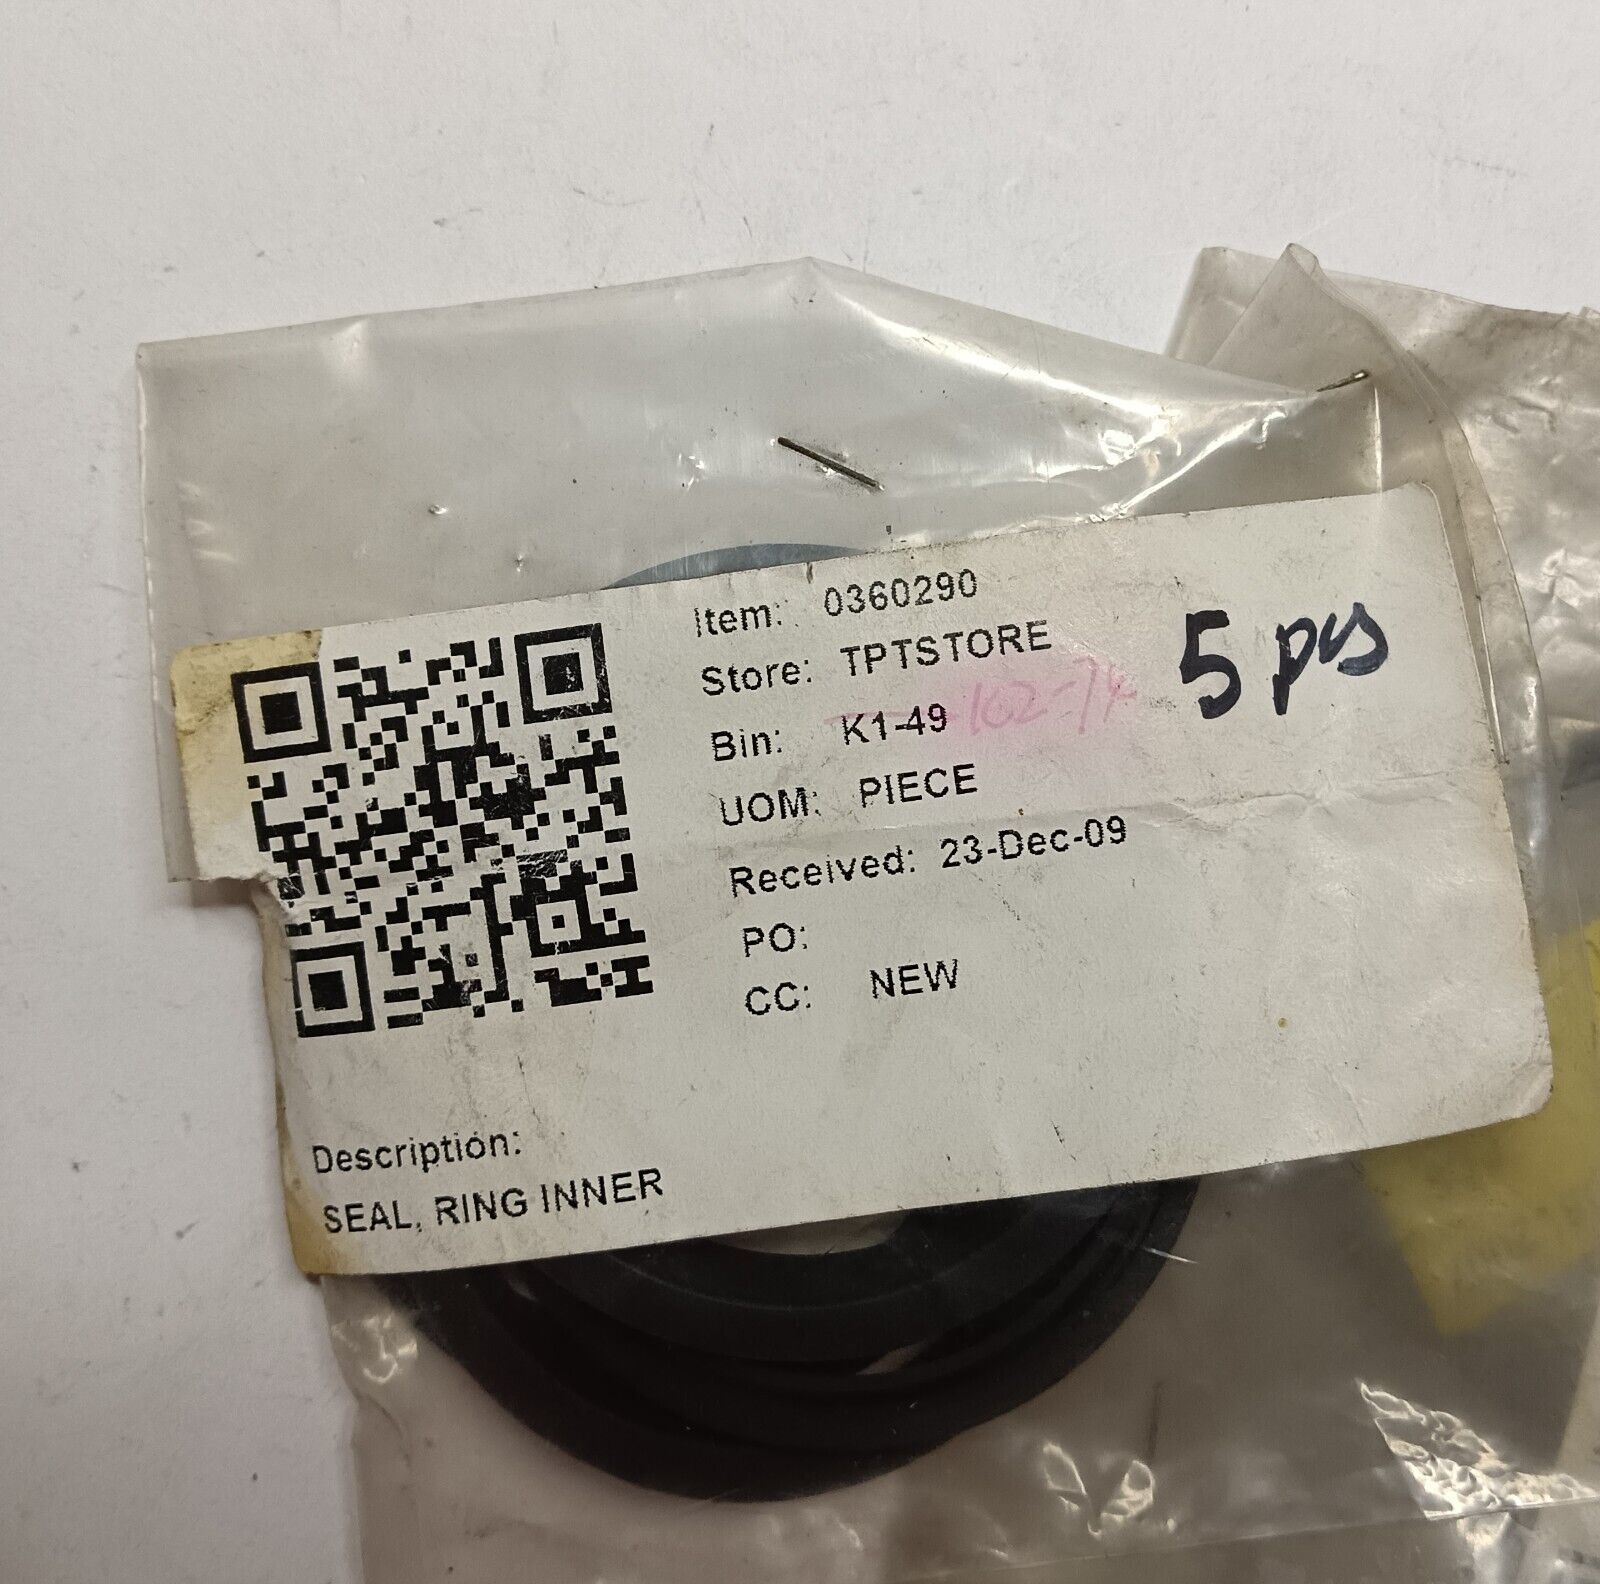 Item: 0360290
Store: TPTSTORE
Bin: K1-49
UOM: PIECE
Received: 23-Dec-09
PO:
CC: NEW
5 pcs
Description:
SEAL, RING INNER